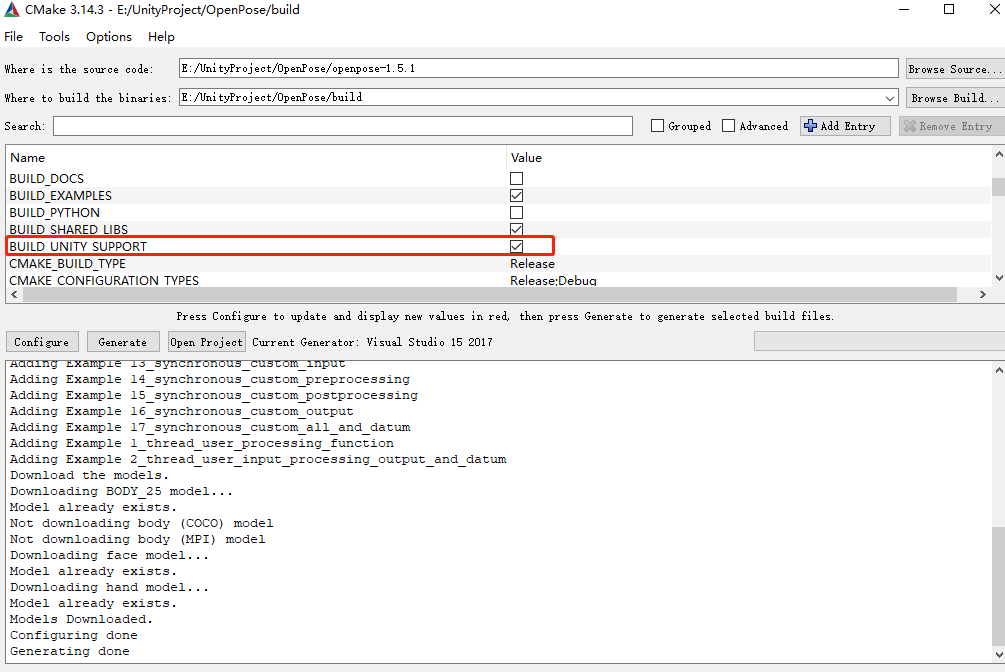 CMake 3.14.3 - E:/UnityProject/OpenPose/build
File Tools Options Help
Where is the source code: E:/UnityProject/OpenPose/openpose-1.5.1 Browse Source...
Where to build the binaries: E:/UnityProject/OpenPose/build Browse Build...
Search: Grouped Advanced Add Entry Remove Entry
Name Value
BUILD_DOCS
BUILD_EXAMPLES
BUILD_PYTHON
BUILD_SHARED_LIBS
BUILD_UNITY_SUPPORT
CMAKE_BUILD_TYPE Release
CMAKE_CONFIGURATION_TYPES Release;Debug
Press Configure to update and display new values in red, then press Generate to generate selected build files.
Configure Generate Open Project Current Generator: Visual Studio 15 2017
Adding Example 13_synchronous_custom_input
Adding Example 14_synchronous_custom_preprocessing
Adding Example 15_synchronous_custom_postprocessing
Adding Example 16_synchronous_custom_output
Adding Example 17_synchronous_custom_all_and_datum
Adding Example 1_thread_user_processing_function
Adding Example 2_thread_user_input_processing_output_and_datum
Download the models.
Downloading BODY_25 model...
Model already exists.
Not downloading body (COCO) model
Not downloading body (MPI) model
Downloading face model...
Model already exists.
Downloading hand model...
Model already exists.
Models Downloaded.
Configuring done
Generating done